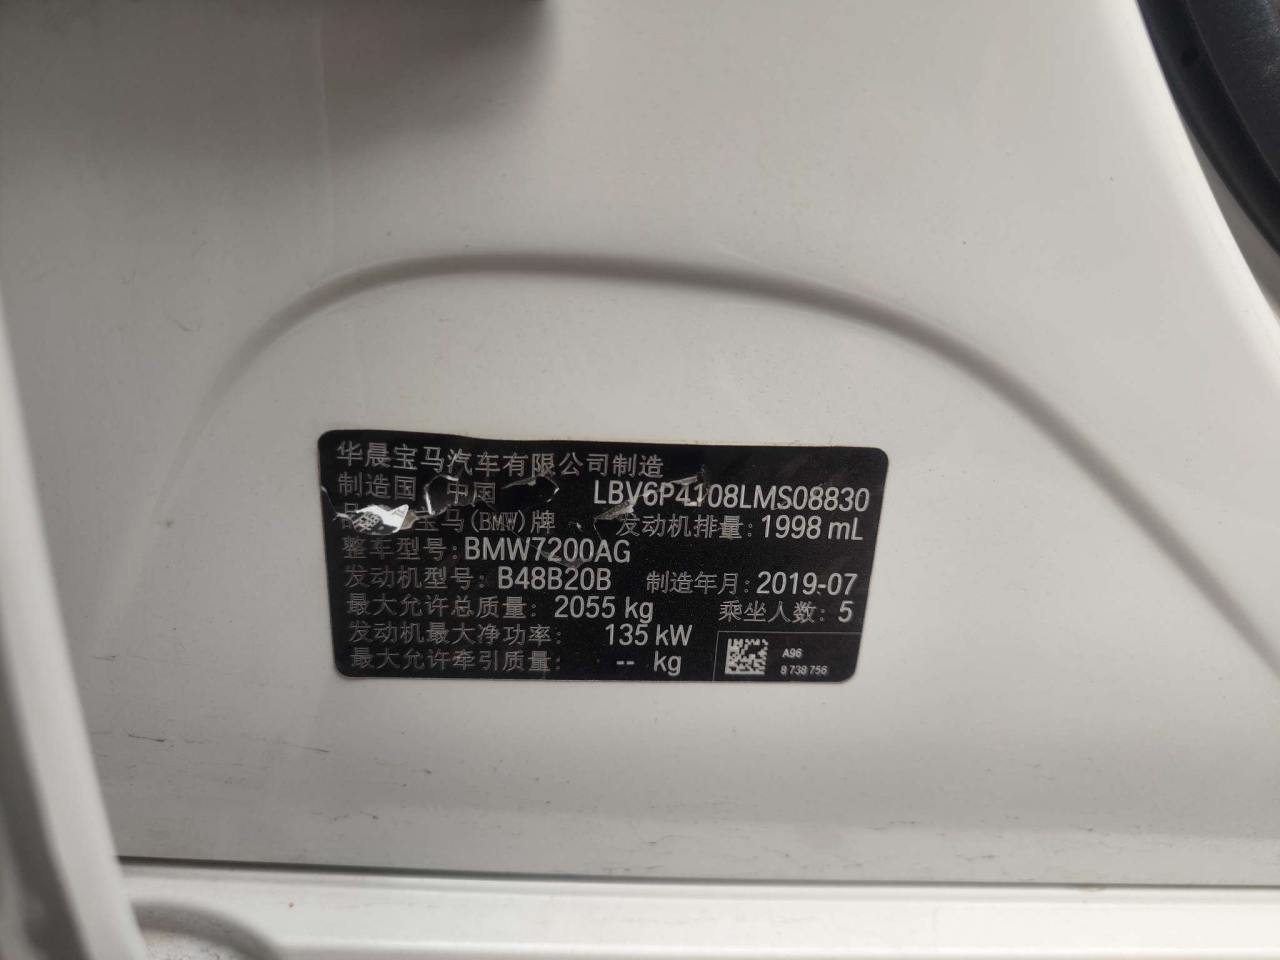 华晨宝马汽车有限公司制造
制造国 中国 LBV6P4108LMS08830
宝马(BMW)牌 发动机排量: 1998 mL
整车型号: BMW7200AG
发动机型号: B48B20B 制造年月: 2019-07
最大允许总质量: 2055 kg 乘坐人数: 5
发动机最大净功率: 135 kW
最大允许牵引质量: -- kg
A96
8 738 756